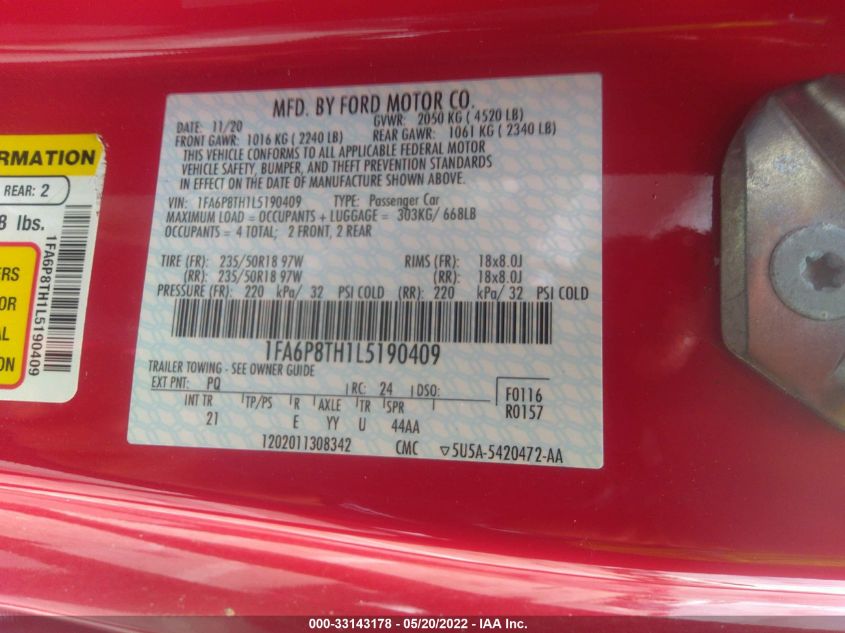 MFD. BY FORD MOTOR CO.
DATE: 11/20 GVWR: 2050 KG ( 4520 LB)
FRONT GAWR: 1016 KG ( 2240 LB) REAR GAWR: 1061 KG ( 2340 LB)
THIS VEHICLE CONFORMS TO ALL APPLICABLE FEDERAL MOTOR
VEHICLE SAFETY, BUMPER, AND THEFT PREVENTION STANDARDS
IN EFFECT ON THE DATE OF MANUFACTURE SHOWN ABOVE.
VIN: 1FA6P8TH1L5190409 TYPE: Passenger Car
MAXIMUM LOAD = OCCUPANTS + LUGGAGE = 303KG/ 668LB
OCCUPANTS = 4 TOTAL; 2 FRONT, 2 REAR
TIRE (FR): 235/50R18 97W RIMS (FR): 18x8.0J
(RR): 235/50R18 97W (RR): 18x8.0J
PRESSURE (FR): 220 kPa/ 32 PSI COLD (RR): 220 kPa/ 32 PSI COLD
1FA6P8TH1L5190409
TRAILER TOWING - SEE OWNER GUIDE
EXT PNT: PQ RC: 24 DSO: F0116
INT TR TP/PS R AXLE TR SPR R0157
21 E YY U 44AA
1202011308342 CMC ▽5U5A-5420472-AA
RMATION
REAR: 2
8 lbs.
ERS
OR
AL
ON
1FA6P8TH1L5190409
000-33143178 - 05/20/2022 - IAA Inc.